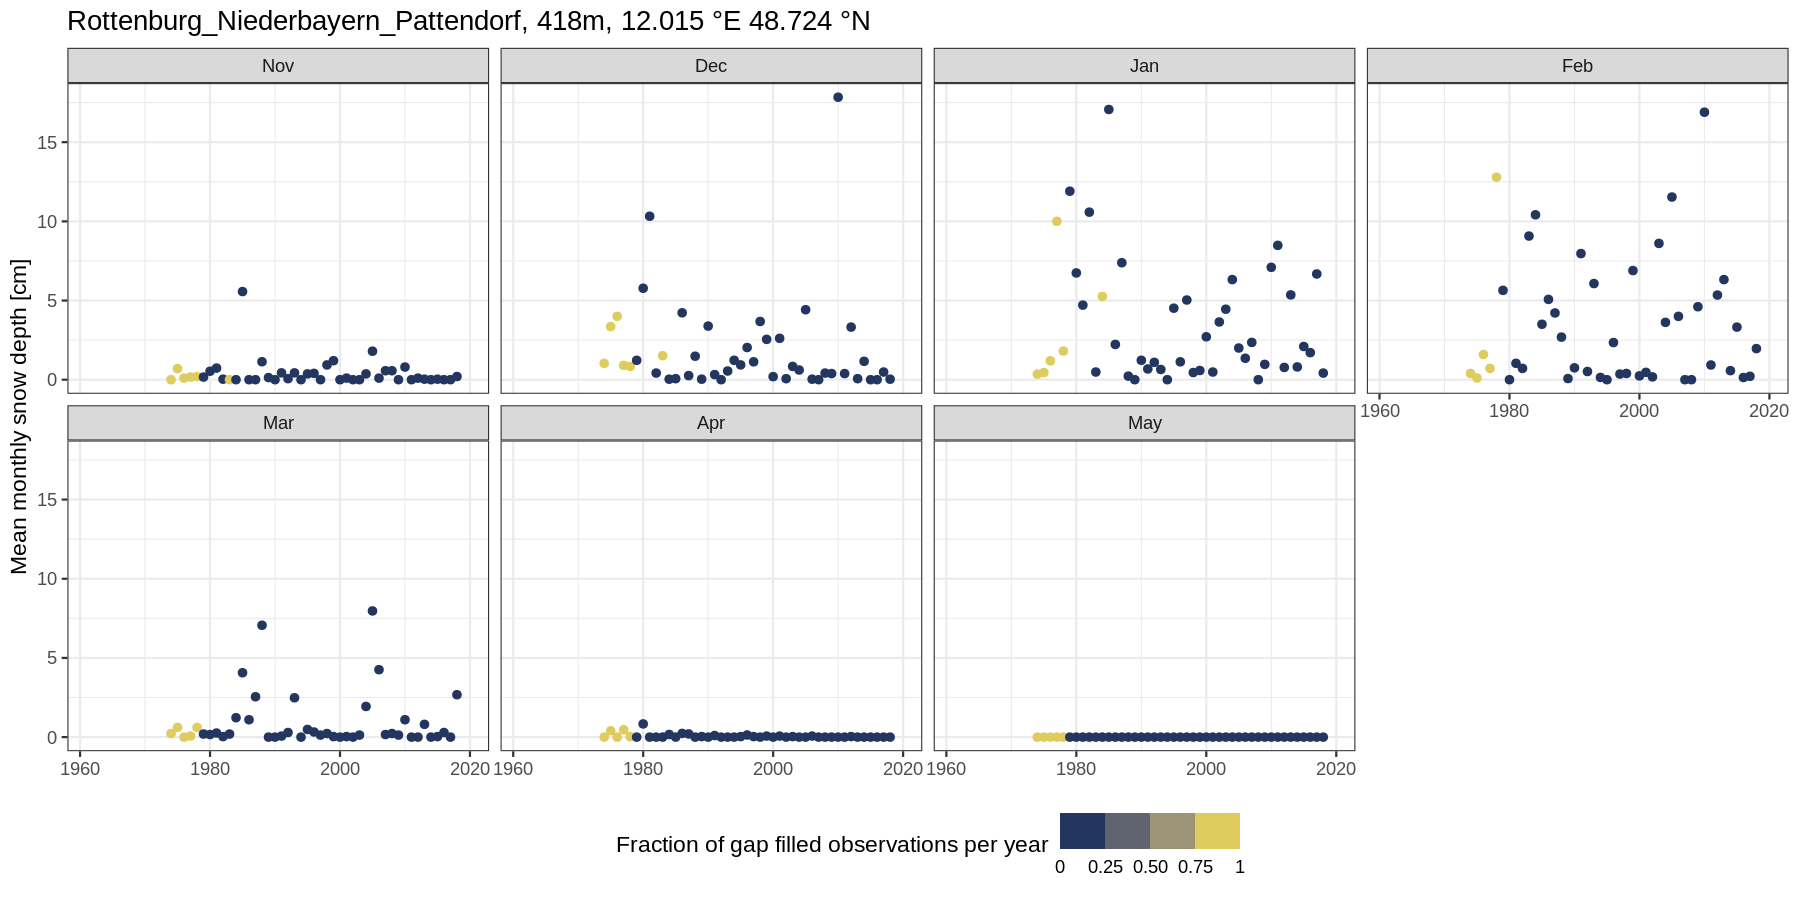 Rottenburg_Niederbayern_Pattendorf, 418m, 12.015 °E 48.724 °N
Nov Dec Jan Feb
15
10
5
0
1960 1980 2000 2020
Mean monthly snow depth [cm]
Mar Apr May
15
10
5
0
1960 1980 2000 2020 1960 1980 2000 2020 1960 1980 2000 2020
Fraction of gap filled observations per year
0 0.25 0.50 0.75 1